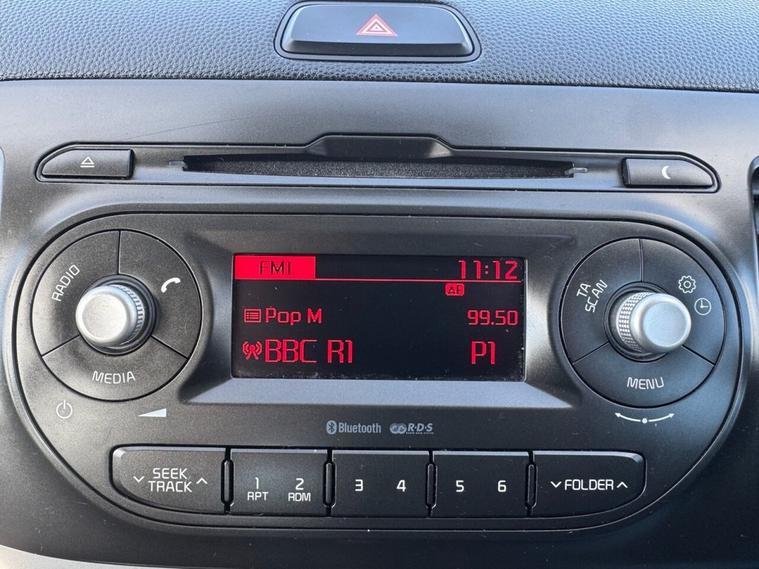 FM1 11:12
AF
Pop M 99.50
BBC R1 P1
RADIO
MEDIA
TA
SCAN
MENU
Bluetooth R·D·S
SEEK
TRACK
1 2
RPT RDM
3 4
5 6
FOLDER